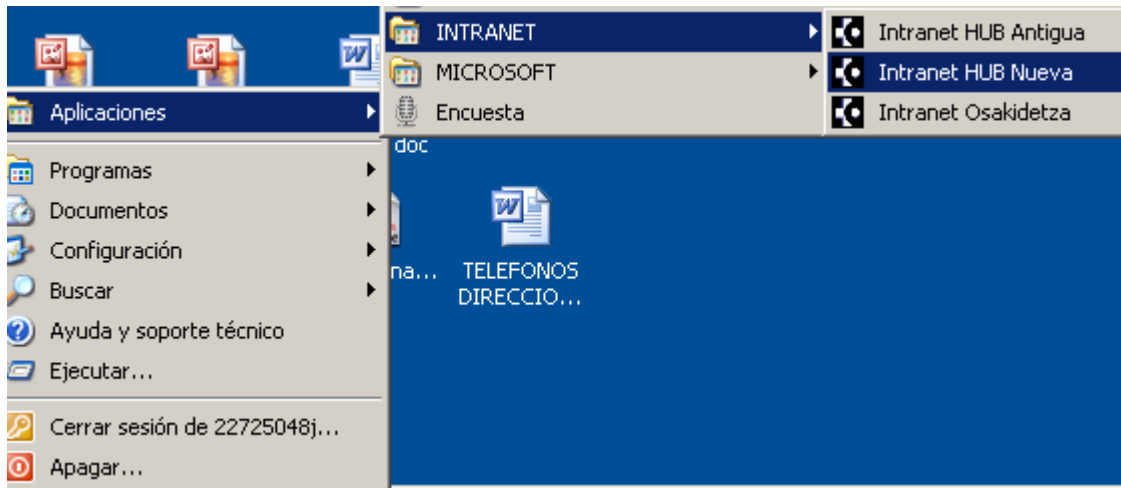 INTRANET
MICROSOFT
Encuesta
Intranet HUB Antigua
Intranet HUB Nueva
Intranet Osakidetza
Aplicaciones
Programas
Documentos
Configuración
Buscar
Ayuda y soporte técnico
Ejecutar...
Cerrar sesión de 22725048j...
Apagar...
doc
na...
TELEFONOS
DIRECCIO...